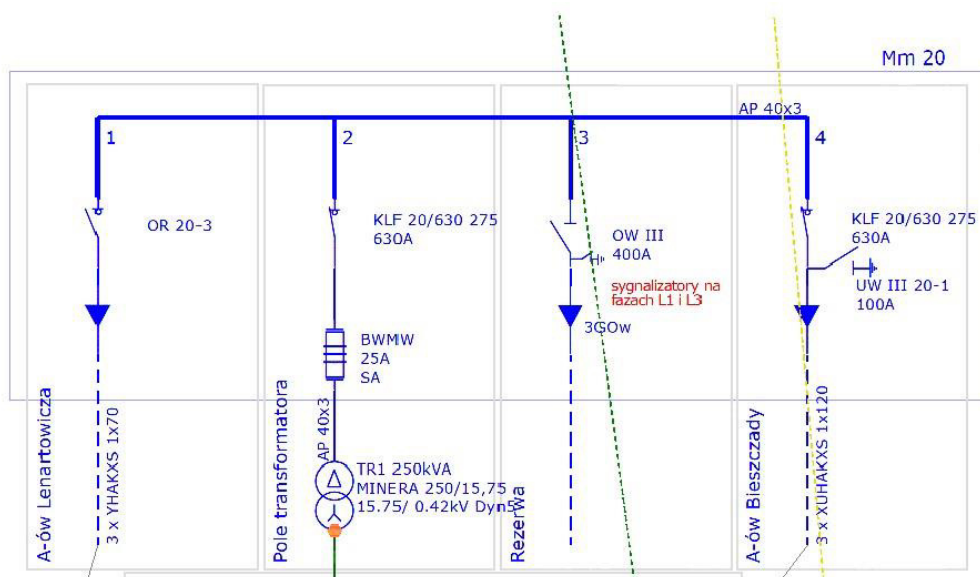 Mm 20
AP 40x3
1
2
3
4
OR 20-3
KLF 20/630 275
630A
OW III
400A
KLF 20/630 275
630A
sygnalizatory na
fazach L1 i L3
UW III 20-1
100A
3GOw
BWMW
25A
SA
AP 40x3
TR1 250kVA
MINERA 250/15,75
15.75/ 0.42kV Dyn5
A-ów Lenartowicza
3 x YHAKXS 1x70
Pole transformatora
Rezerwa
A-ów Bieszczady
3 x XUHAKXS 1x120